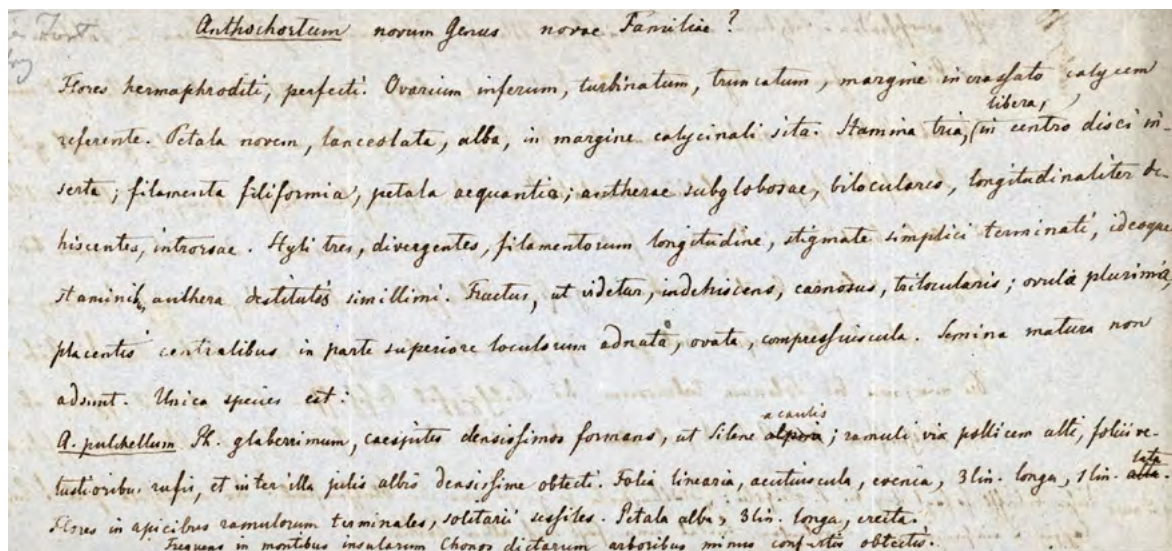 Anthochortum novum Genus novae Familiae?
Flores hermaphroditi, perfecti. Ovarium inferum, turbinatum, truncatum, margine incrassato calycem
libera,
referente. Petala novem, lanceolata, alba, in margine calycinali sita. Stamina tria, in centro disci in-
serta; filamenta filiformia, petala aequantia; antherae subglobosae, biloculares, longitudinaliter de-
hiscentes, introrsae. Styli tres, divergentes, filamentorum longitudine, stigmate simplici terminati, ideoque
staminib, anthera destitutis simillimi. Fructus, ut videtur, indehiscens, carnosus, trilocularis; ovula plurima,
placentis centralibus in parte superiore loculorum adnata, ovata, compressiuscula. Semina matura non
adsunt. Unica species est:
acaulis
A. pulchellum Ph. glaberrimum, caespites densissimos formans, ut Silene alpina; ramuli vix pollicem alti, foliis ve-
lata
tustioribus rufis, et inter illa pilis albis densissime obtecti. Folia linearia, acutiuscula, evenia, 3 lin. longa, 1 lin. alta.
Flores in apicibus ramulorum terminales, solitarii sessiles. Petala alba, 3 lin. longa, erecta.
Frequens in montibus insularum Chonos dictarum arboribus minus confertis obtectis.